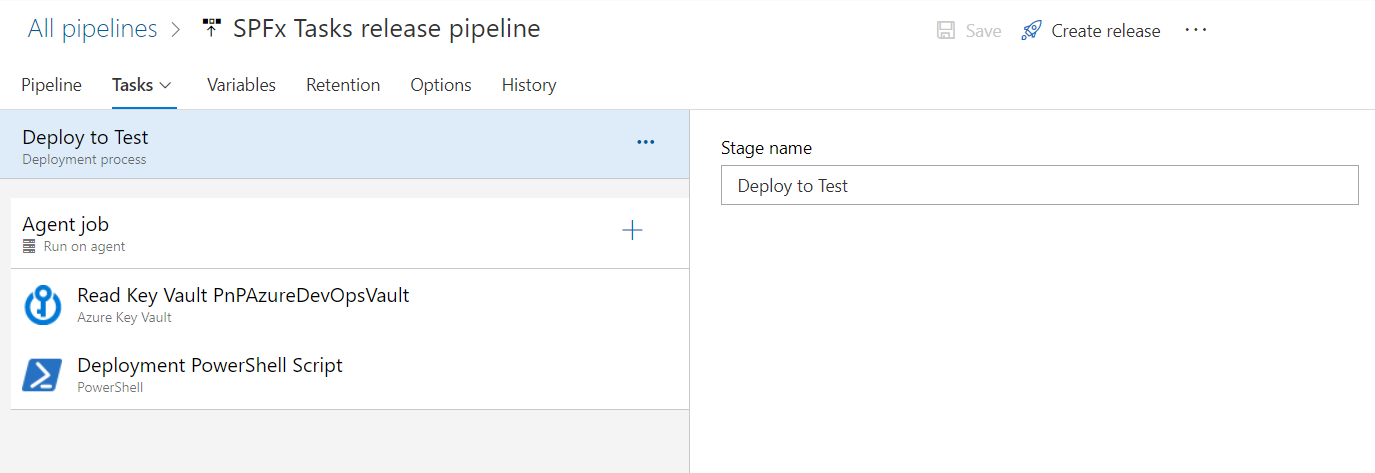 All pipelines > SPFx Tasks release pipeline
Save Create release ...
Pipeline Tasks Variables Retention Options History
Deploy to Test
Deployment process
Agent job
Run on agent
Read Key Vault PnPAzureDevOpsVault
Azure Key Vault
Deployment PowerShell Script
PowerShell
Stage name
Deploy to Test